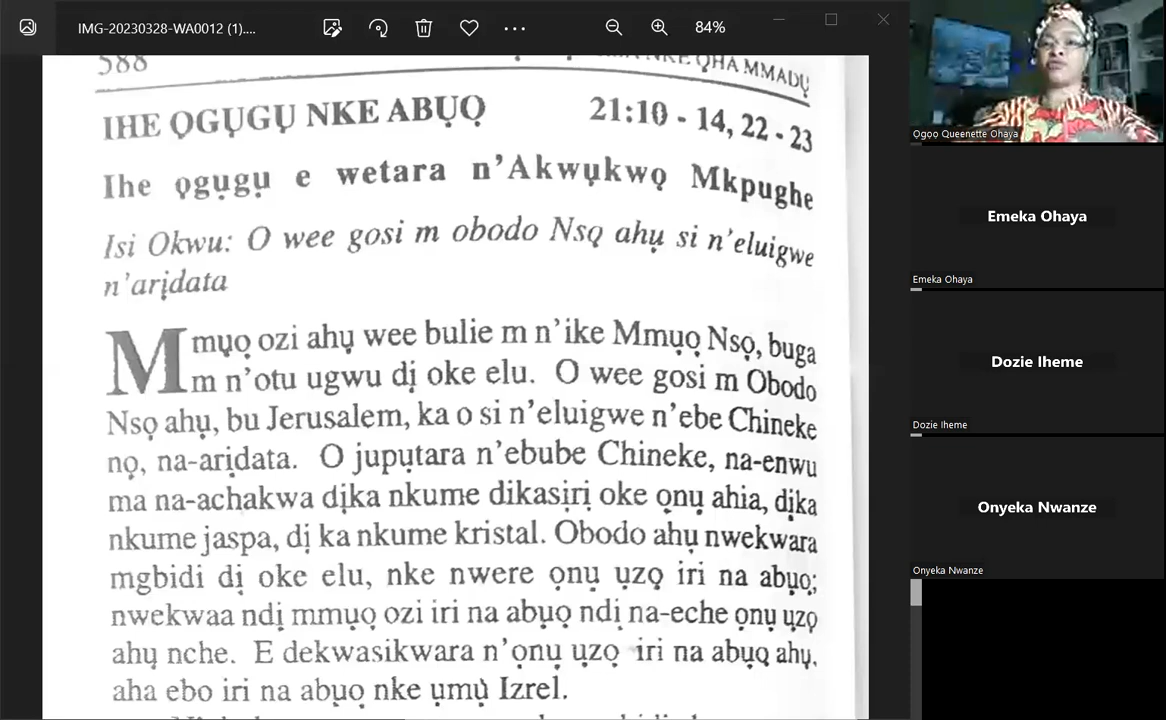 IMG-20230328-WA0012 (1)....
84%
588
NKE ỌHA MMADỤ
IHE ỌGỤGỤ NKE ABỤỌ 21:10 - 14, 22 - 23
Ihe ọgụgụ e wetara n’Akwụkwọ Mkpughe
Isi Okwu: O wee gosi m obodo Nsọ ahụ si n’eluigwe
n’arịdata
Mmụọ ozi ahụ wee bulie m n’ike Mmụọ Nsọ, buga
m n’otu ugwu dị oke elu. O wee gosi m Obodo
Nsọ ahụ, bu Jerusalem, ka o si n’eluigwe n’ebe Chineke
nọ, na-arịdata. O jupụtara n’ebube Chineke, na-enwu
ma na-achakwa dịka nkume dikasịrị oke ọnụ ahia, dịka
nkume jaspa, dị ka nkume kristal. Obodo ahụ nwekwara
mgbidi dị oke elu, nke nwere ọnụ ụzọ iri na abụọ;
nwekwaa ndị mmụọ ozi iri na abụọ ndị na-eche ọnụ ụzọ
ahụ nche. E dekwasikwara n’ọnụ ụzọ iri na abụọ ahụ,
aha ebo iri na abụọ nke ụmụ̀ Izrel.
Ogoo Queenette Ohaya
Emeka Ohaya
Emeka Ohaya
Dozie Iheme
Dozie Iheme
Onyeka Nwanze
Onyeka Nwanze